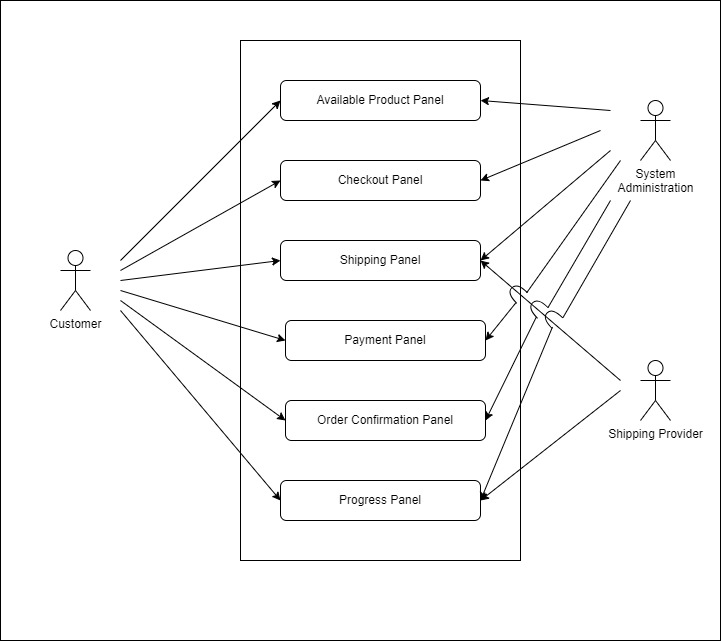 Available Product Panel
Checkout Panel
System
Administration
Shipping Panel
Customer
Payment Panel
Order Confirmation Panel
Shipping Provider
Progress Panel